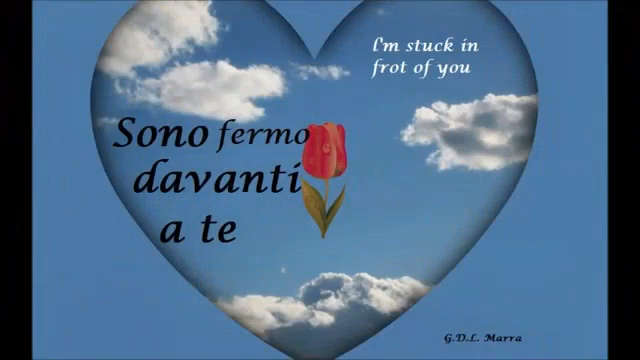 I'm stuck in
frot of you
Sono fermo
davanti
a te
G.D.L. Marra